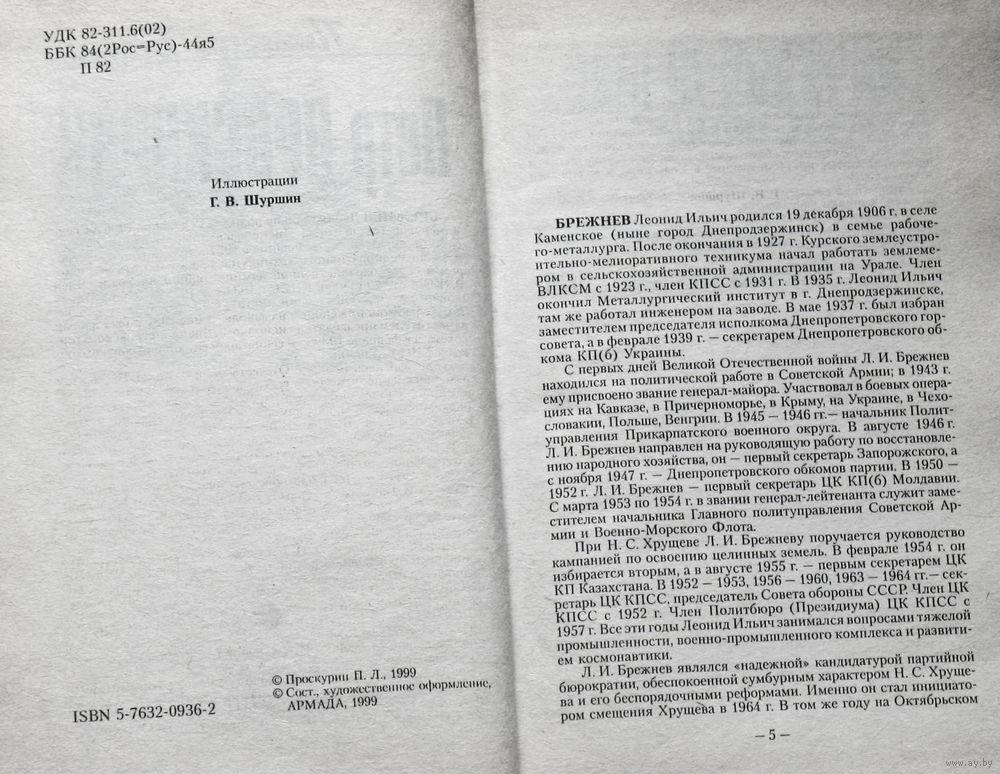 УДК 82-311.6(02)
ББК 84(2Рос=Рус)-44я5
П 82
Иллюстрации
Г. В. Шуршин
© Проскурин П. Л., 1999
© Сост., художественное оформление,
АРМАДА, 1999
ISBN 5-7632-0936-2
БРЕЖНЕВ Леонид Ильич родился 19 декабря 1906 г. в селе
Каменское (ныне город Днепродзержинск) в семье рабоче-
го-металлурга. После окончания в 1927 г. Курского землеустро-
ительно-мелиоративного техникума начал работать землеме-
ром в сельскохозяйственной администрации на Урале. Член
ВЛКСМ с 1923 г., член КПСС с 1931 г. В 1935 г. Леонид Ильич
окончил Металлургический институт в г. Днепродзержинске,
там же работал инженером на заводе. В мае 1937 г. был избран
заместителем председателя исполкома Днепропетровского гор-
совета, а в феврале 1939 г. — секретарем Днепропетровского об-
кома КП(б) Украины.
С первых дней Великой Отечественной войны Л. И. Брежнев
находился на политической работе в Советской Армии; в 1943 г.
ему присвоено звание генерал-майора. Участвовал в боевых опера-
циях на Кавказе, в Причерноморье, в Крыму, на Украине, в Чехо-
словакии, Польше, Венгрии. В 1945 — 1946 гг.— начальник Полит-
управления Прикарпатского военного округа. В августе 1946 г.
Л. И. Брежнев направлен на руководящую работу по восстановле-
нию народного хозяйства, он — первый секретарь Запорожского, а
с ноября 1947 г. — Днепропетровского обкомов партии. В 1950 —
1952 г. Л. И. Брежнев — первый секретарь ЦК КП(б) Молдавии.
С марта 1953 по 1954 г. в звании генерал-лейтенанта служит заме-
стителем начальника Главного политуправления Советской Ар-
мии и Военно-Морского Флота.
При Н. С. Хрущеве Л. И. Брежневу поручается руководство
кампанией по освоению целинных земель. В феврале 1954 г. он
избирается вторым, а в августе 1955 г. — первым секретарем ЦК
КП Казахстана. В 1952 — 1953, 1956 — 1960, 1963 — 1964 гг.— сек-
ретарь ЦК КПСС, председатель Совета обороны СССР. Член ЦК
КПСС с 1952 г. Член Политбюро (Президиума) ЦК КПСС с
1957 г. Все эти годы Леонид Ильич занимался вопросами тяжелой
промышленности, военно-промышленного комплекса и развити-
ем космонавтики.
Л. И. Брежнев являлся «надежной» кандидатурой партийной
бюрократии, обеспокоенной сумбурным характером Н. С. Хруще-
ва и его беспорядочными реформами. Именно он стал инициато-
ром смещения Хрущева в 1964 г. В том же году на Октябрьском
— 5 —
www.ay.by